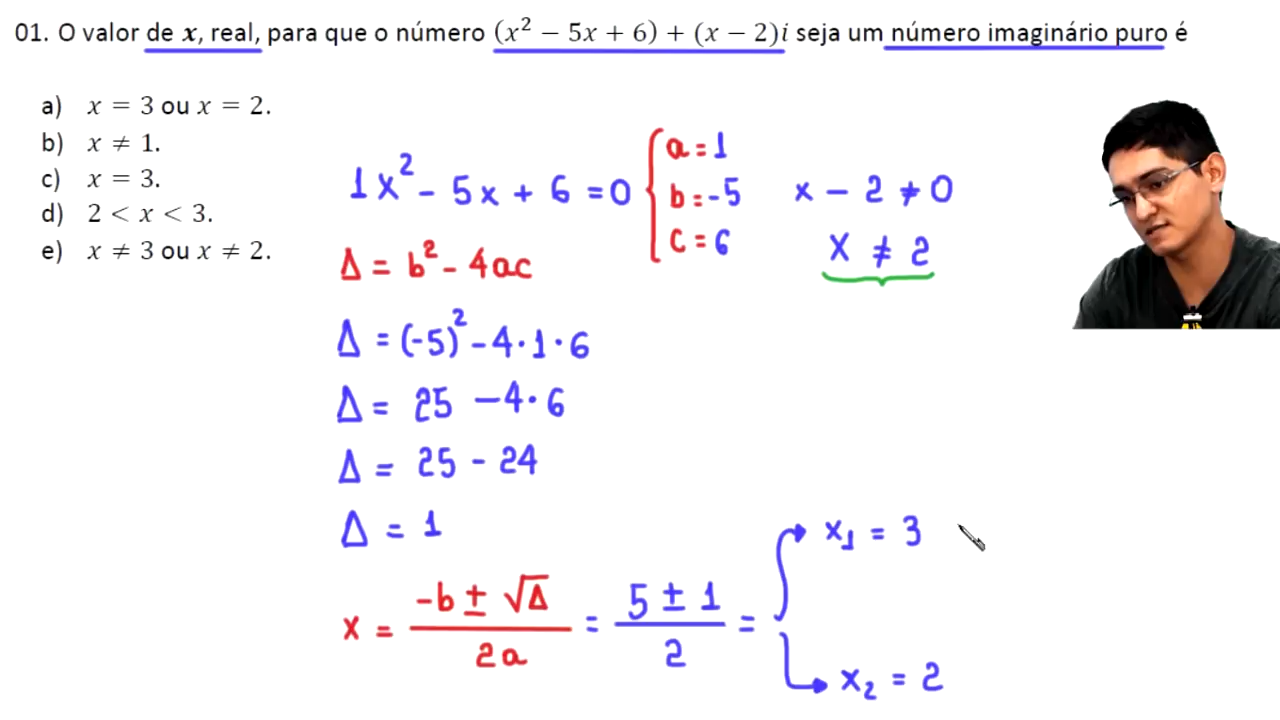 01. O valor de x, real, para que o número (x² − 5x + 6) + (x − 2)i seja um número imaginário puro é
a) x = 3 ou x = 2.
b) x ≠ 1.
c) x = 3.
d) 2 < x < 3.
e) x ≠ 3 ou x ≠ 2.
1x² - 5x + 6 = 0
a = 1
b = -5
c = 6
x - 2 ≠ 0
x ≠ 2
Δ = b² - 4ac
Δ = (-5)² - 4·1·6
Δ = 25 - 4·6
Δ = 25 - 24
Δ = 1
x = (-b ± √Δ)/2a = (5 ± 1)/2 =
x₁ = 3
x₂ = 2